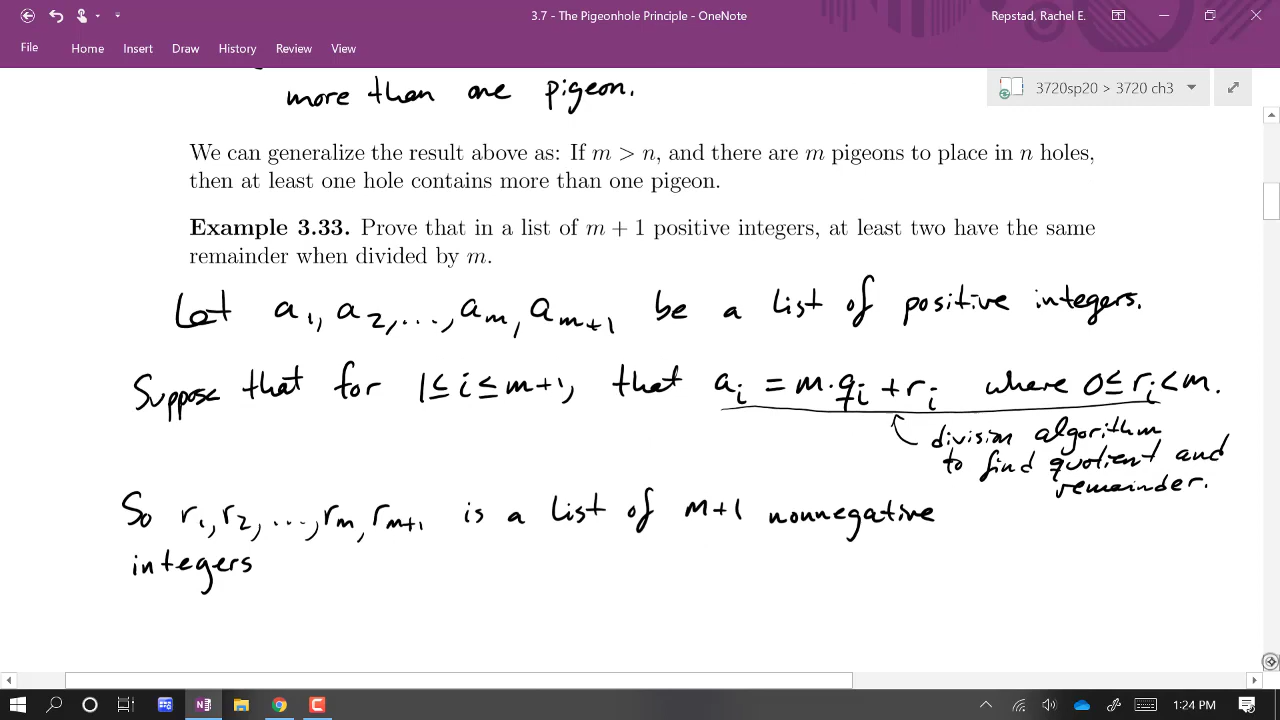 3.7 - The Pigeonhole Principle - OneNote
Repstad, Rachel E.
File Home Insert Draw History Review View
more than one pigeon.
3720sp20 > 3720 ch3
We can generalize the result above as: If m > n, and there are m pigeons to place in n holes,
then at least one hole contains more than one pigeon.
Example 3.33. Prove that in a list of m + 1 positive integers, at least two have the same
remainder when divided by m.
Let a₁, a₂, ..., aₘ, aₘ₊₁ be a list of positive integers.
Suppose that for 1 ≤ i ≤ m+1, that aᵢ = m·qᵢ + rᵢ where 0 ≤ rᵢ < m.
division algorithm
to find quotient and
remainder.
So r₁, r₂, ..., rₘ, rₘ₊₁ is a list of m+1 nonnegative
integers
1:24 PM